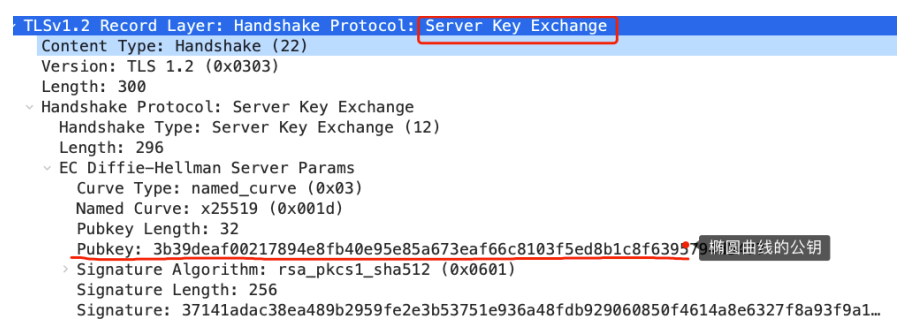 TLSv1.2 Record Layer: Handshake Protocol: Server Key Exchange
Content Type: Handshake (22)
Version: TLS 1.2 (0x0303)
Length: 300
Handshake Protocol: Server Key Exchange
Handshake Type: Server Key Exchange (12)
Length: 296
EC Diffie-Hellman Server Params
Curve Type: named_curve (0x03)
Named Curve: x25519 (0x001d)
Pubkey Length: 32
Pubkey: 3b39deaf00217894e8fb40e95e85a673eaf66c8103f5ed8b1c8f6395 椭圆曲线的公钥
Signature Algorithm: rsa_pkcs1_sha512 (0x0601)
Signature Length: 256
Signature: 37141adac38ea489b2959fe2e3b53751e936a48fdb929060850f4614a8e6327f8a93f9a1…